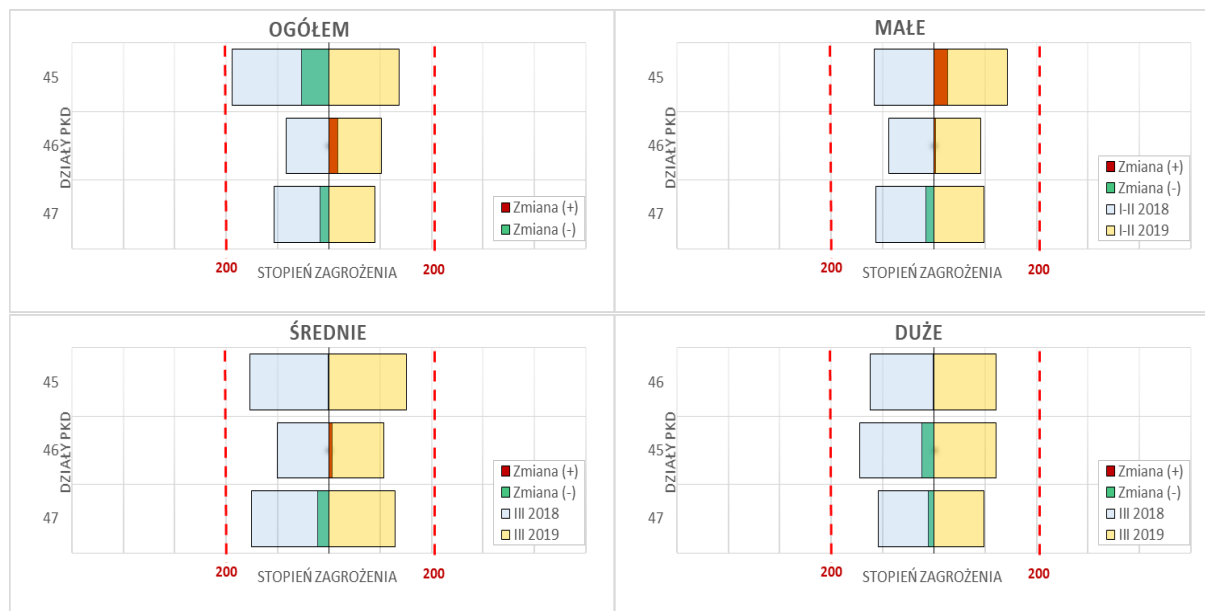 OGÓŁEM
DZIAŁY PKD
45
46
47
Zmiana (+)
Zmiana (-)
200
STOPIEŃ ZAGROŻENIA
200
MAŁE
DZIAŁY PKD
45
46
47
Zmiana (+)
Zmiana (-)
I-II 2018
I-II 2019
200
STOPIEŃ ZAGROŻENIA
200
ŚREDNIE
DZIAŁY PKD
45
46
47
Zmiana (+)
Zmiana (-)
III 2018
III 2019
200
STOPIEŃ ZAGROŻENIA
200
DUŻE
DZIAŁY PKD
46
45
47
Zmiana (+)
Zmiana (-)
III 2018
III 2019
200
STOPIEŃ ZAGROŻENIA
200